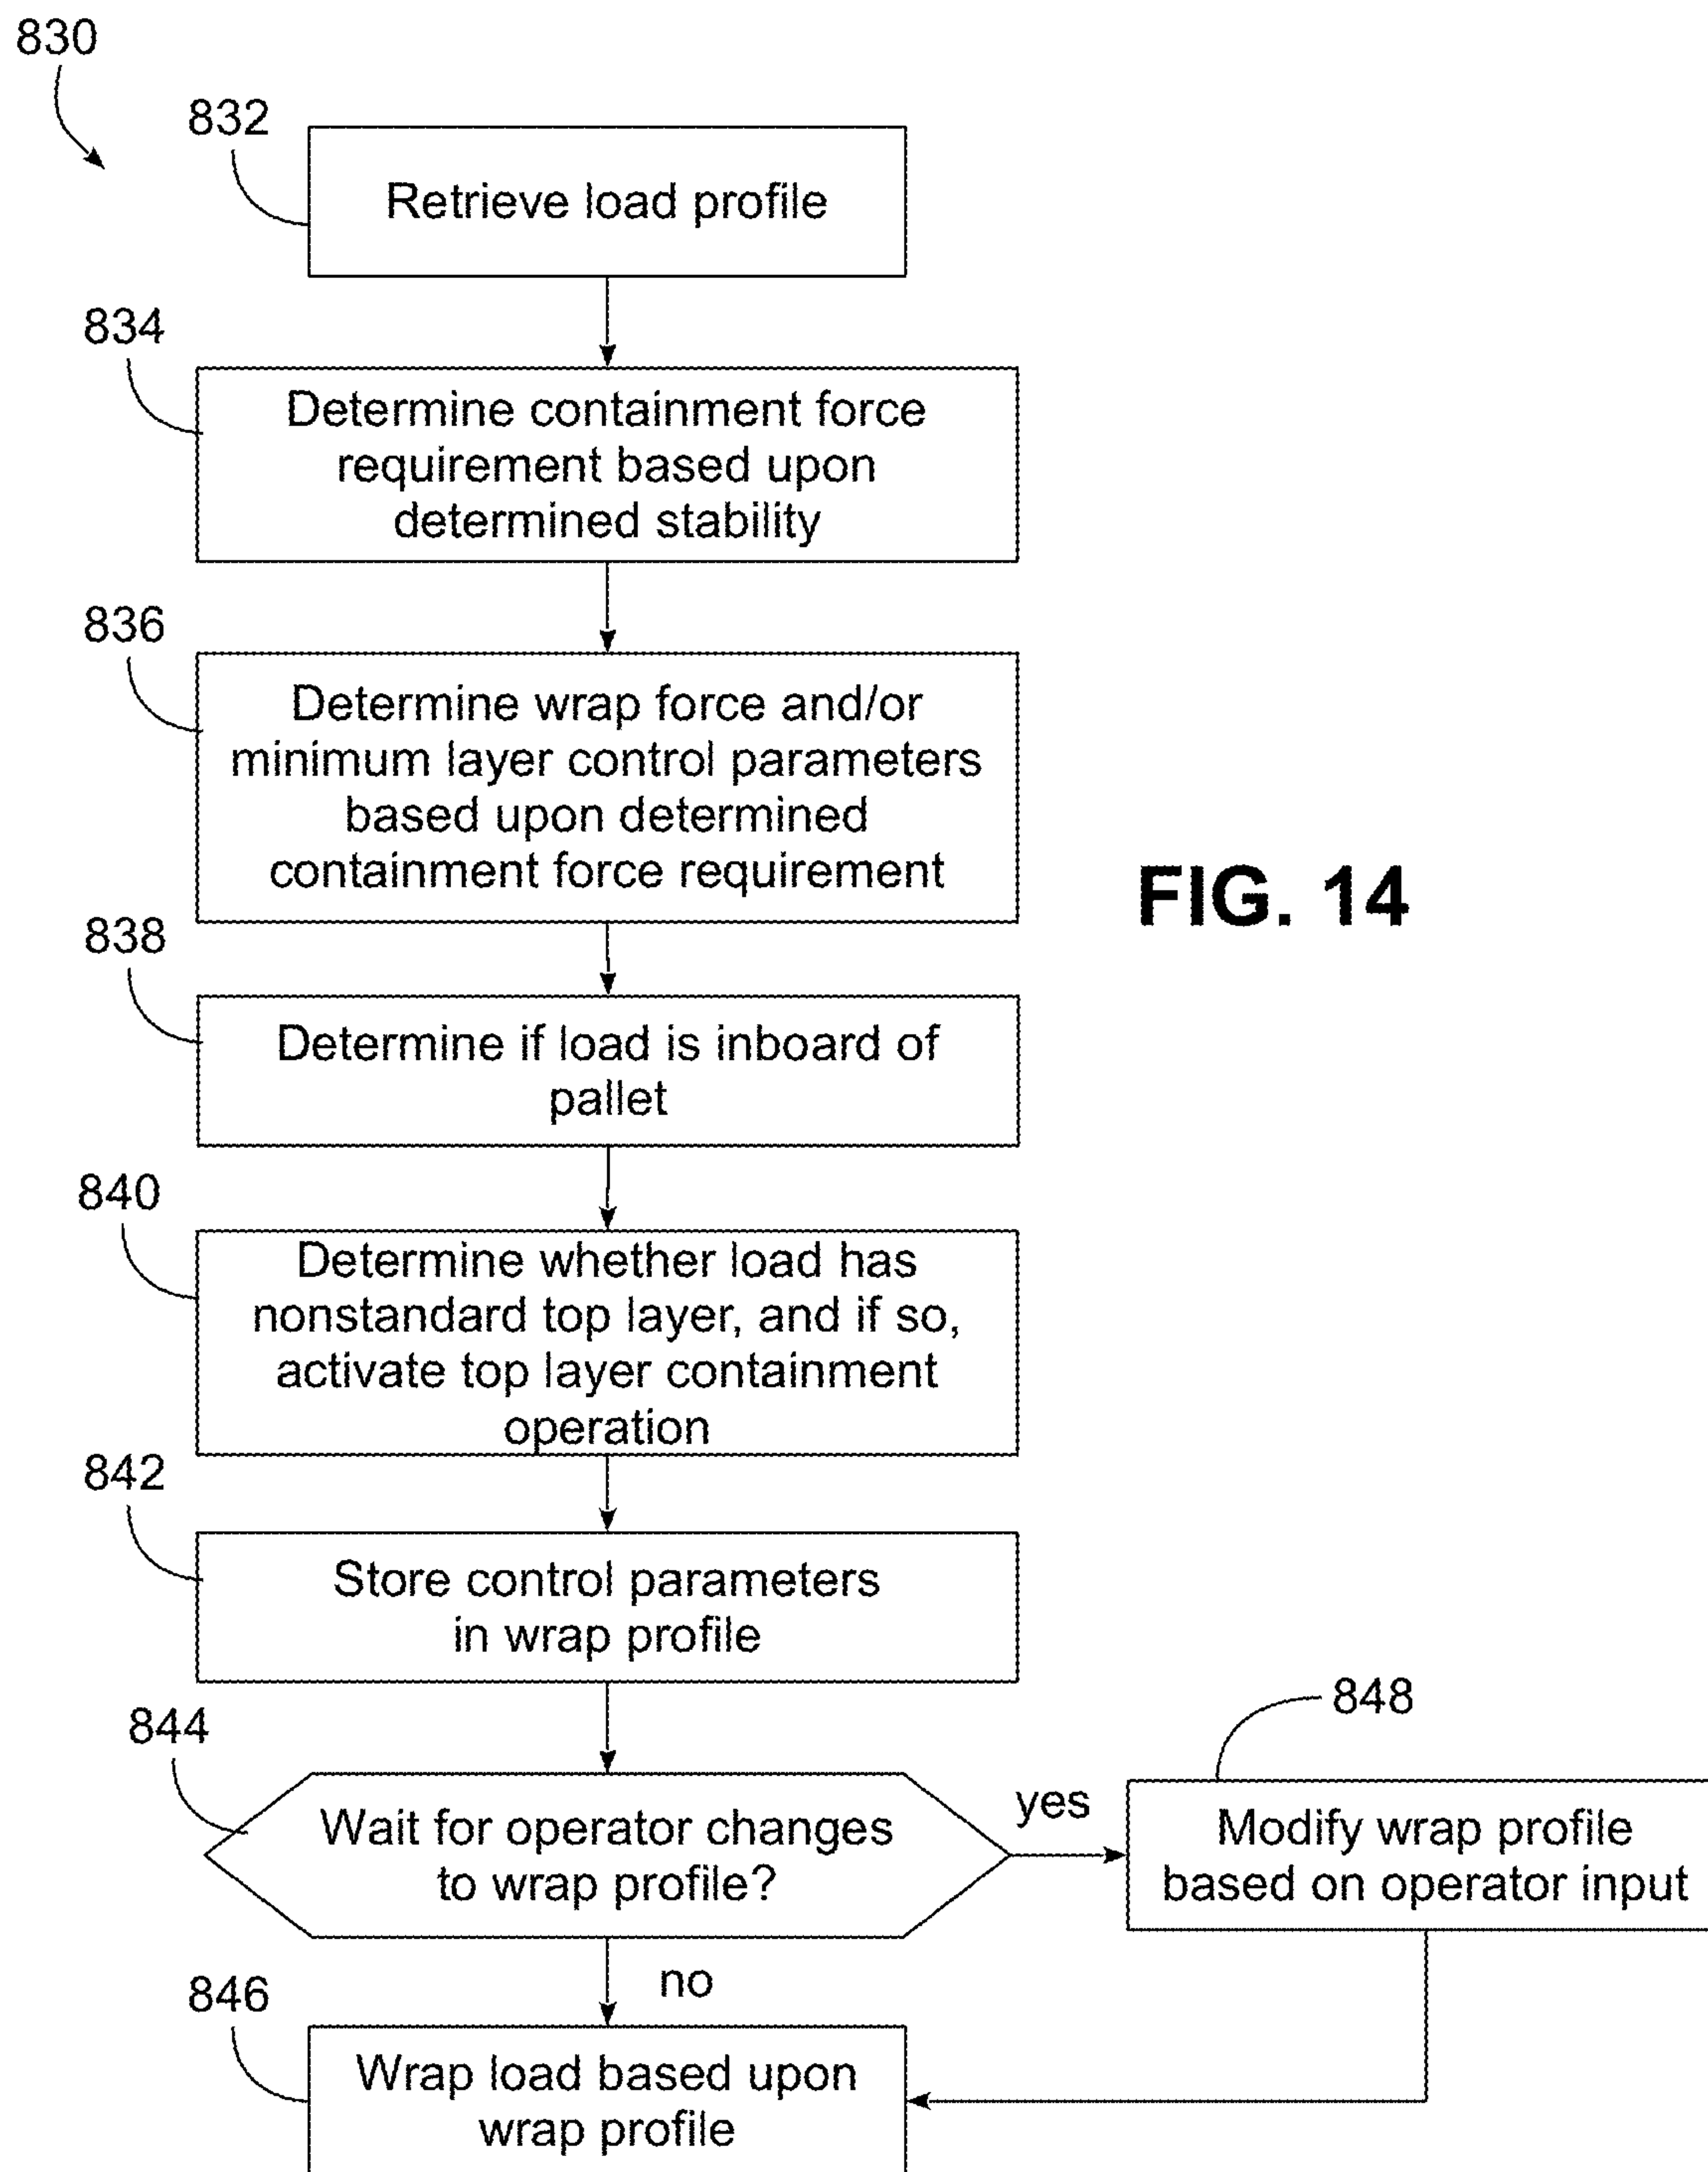 830
832
Retrieve load profile
834
Determine containment force
requirement based upon
determined stability
836
Determine wrap force and/or
minimum layer control parameters
based upon determined
containment force requirement
FIG. 14
838
Determine if load is inboard of
pallet
840
Determine whether load has
nonstandard top layer, and if so,
activate top layer containment
operation
842
Store control parameters
in wrap profile
844
Wait for operator changes
to wrap profile?
yes
848
Modify wrap profile
based on operator input
no
846
Wrap load based upon
wrap profile